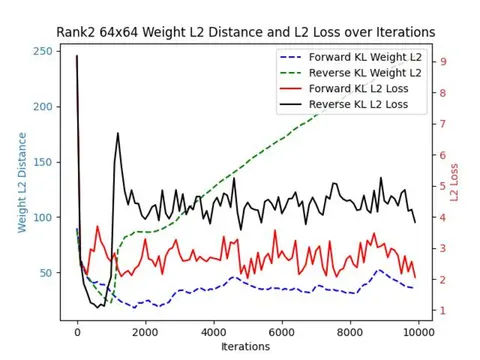 Rank2 64x64 Weight L2 Distance and L2 Loss over Iterations
Forward KL Weight L2
Reverse KL Weight L2
Forward KL L2 Loss
Reverse KL L2 Loss
Weight L2 Distance
250
200
150
100
50
9
8
7
6
5
4
3
2
1
L2 Loss
0
2000
4000
6000
8000
10000
Iterations